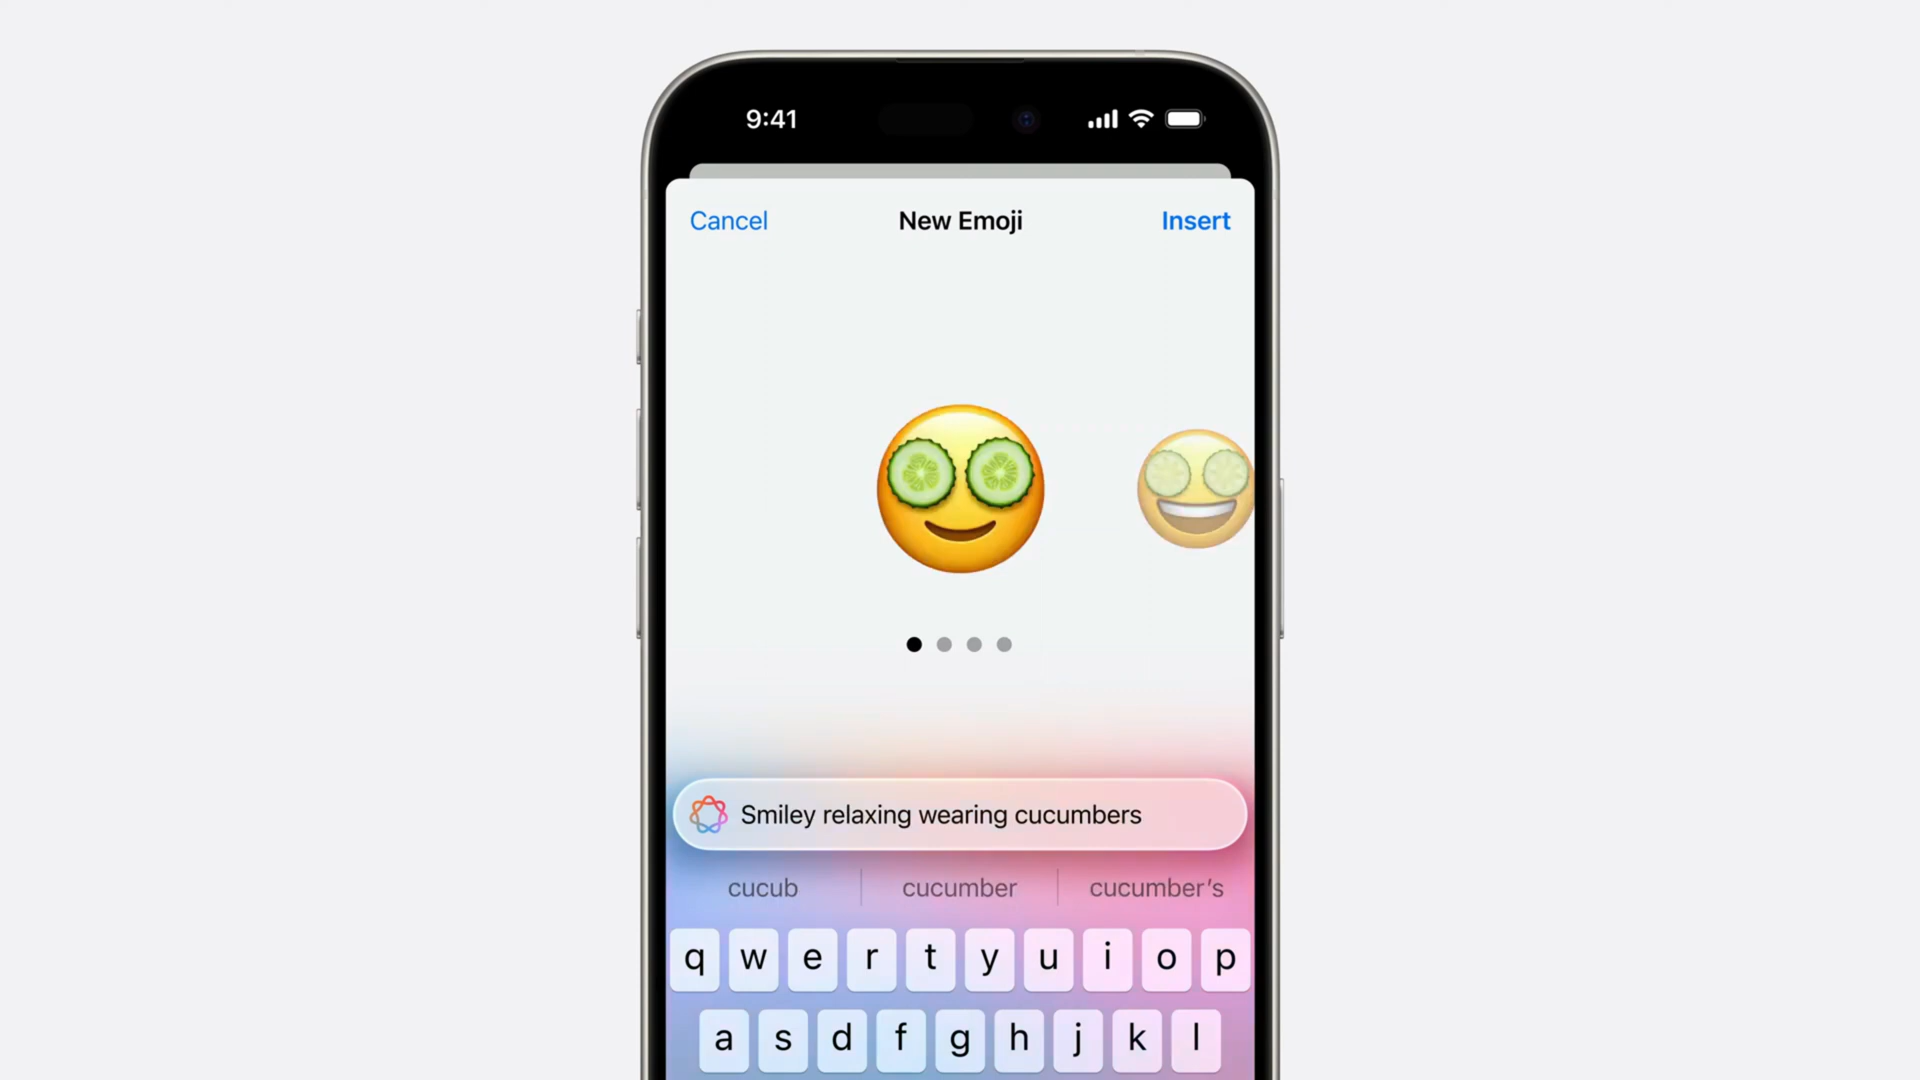 9:41
Cancel New Emoji Insert
Smiley relaxing wearing cucumbers
cucub cucumber cucumber’s
q w e r t y u i o p
a s d f g h j k l